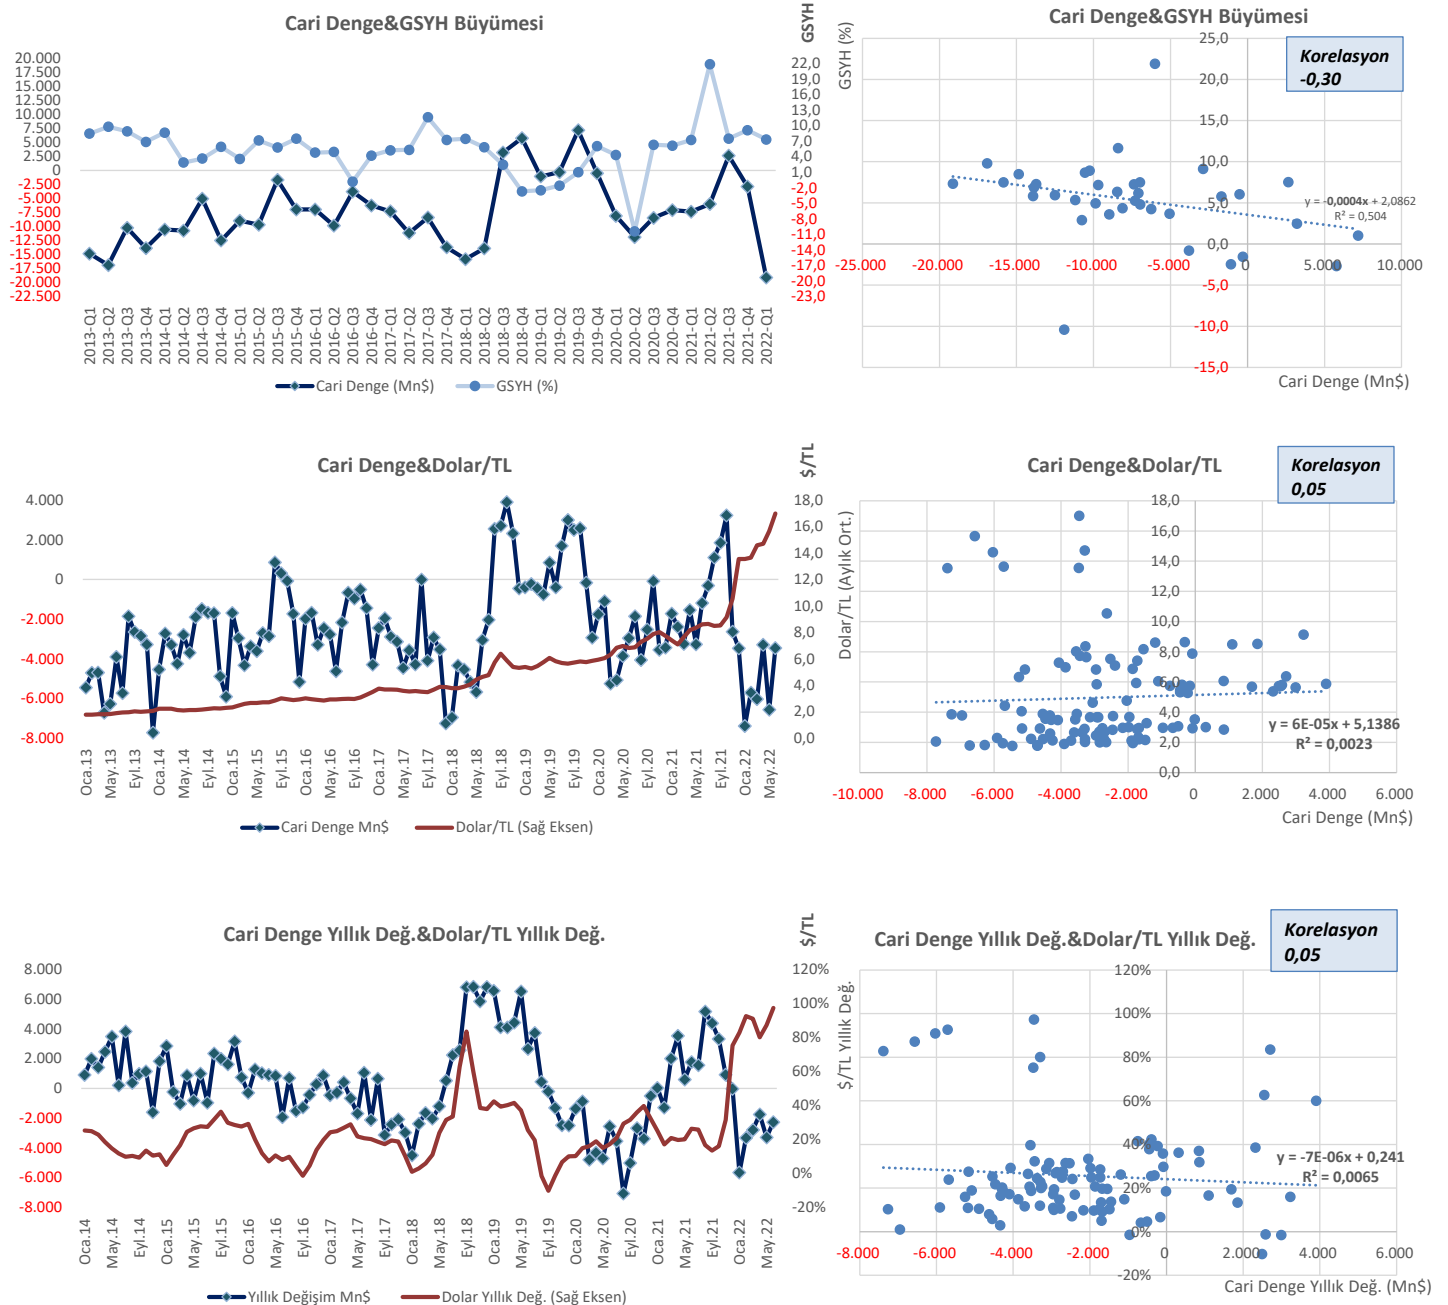 Cari Denge&GSYH Büyümesi
GSYH
20.000
17.500
15.000
12.500
10.000
7.500
5.000
2.500
0
-2.500
-5.000
-7.500
-10.000
-12.500
-15.000
-17.500
-20.000
-22.500
22,0
19,0
16,0
13,0
10,0
7,0
4,0
1,0
-2,0
-5,0
-8,0
-11,0
-14,0
-17,0
-20,0
-23,0
2013-Q1
2013-Q2
2013-Q3
2013-Q4
2014-Q1
2014-Q2
2014-Q3
2014-Q4
2015-Q1
2015-Q2
2015-Q3
2015-Q4
2016-Q1
2016-Q2
2016-Q3
2016-Q4
2017-Q1
2017-Q2
2017-Q3
2017-Q4
2018-Q1
2018-Q2
2018-Q3
2018-Q4
2019-Q1
2019-Q2
2019-Q3
2019-Q4
2020-Q1
2020-Q2
2020-Q3
2020-Q4
2021-Q1
2021-Q2
2021-Q3
2021-Q4
2022-Q1
Cari Denge (Mn$) GSYH (%)
Cari Denge&GSYH Büyümesi
GSYH (%)
Korelasyon
-0,30
25,0
20,0
15,0
10,0
5,0
0,0
-5,0
-10,0
-15,0
y = -0,0004x + 2,0862
R² = 0,504
-25.000 -20.000 -15.000 -10.000 -5.000 0 5.000 10.000
Cari Denge (Mn$)
Cari Denge&Dolar/TL
$/TL
4.000
2.000
0
-2.000
-4.000
-6.000
-8.000
18,0
16,0
14,0
12,0
10,0
8,0
6,0
4,0
2,0
0,0
Oca.13
May.13
Eyl.13
Oca.14
May.14
Eyl.14
Oca.15
May.15
Eyl.15
Oca.16
May.16
Eyl.16
Oca.17
May.17
Eyl.17
Oca.18
May.18
Eyl.18
Oca.19
May.19
Eyl.19
Oca.20
May.20
Eyl.20
Oca.21
May.21
Eyl.21
Oca.22
May.22
Cari Denge Mn$ Dolar/TL (Sağ Eksen)
Cari Denge&Dolar/TL
Korelasyon
0,05
Dolar/TL (Aylık Ort.)
18,0
16,0
14,0
12,0
10,0
8,0
6,0
4,0
2,0
0,0
y = 6E-05x + 5,1386
R² = 0,0023
-10.000 -8.000 -6.000 -4.000 -2.000 0 2.000 4.000 6.000
Cari Denge (Mn$)
Cari Denge Yıllık Değ.&Dolar/TL Yıllık Değ.
$/TL
8.000
6.000
4.000
2.000
0
-2.000
-4.000
-6.000
-8.000
120%
100%
80%
60%
40%
20%
0%
-20%
Oca.14
May.14
Eyl.14
Oca.15
May.15
Eyl.15
Oca.16
May.16
Eyl.16
Oca.17
May.17
Eyl.17
Oca.18
May.18
Eyl.18
Oca.19
May.19
Eyl.19
Oca.20
May.20
Eyl.20
Oca.21
May.21
Eyl.21
Oca.22
May.22
Yıllık Değişim Mn$ Dolar Yıllık Değ. (Sağ Eksen)
Cari Denge Yıllık Değ.&Dolar/TL Yıllık Değ.
Korelasyon
0,05
$/TL Yıllık Değ.
120%
100%
80%
60%
40%
20%
0%
-20%
y = -7E-06x + 0,241
R² = 0,0065
-8.000 -6.000 -4.000 -2.000 0 2.000 4.000 6.000
Cari Denge Yıllık Değ. (Mn$)